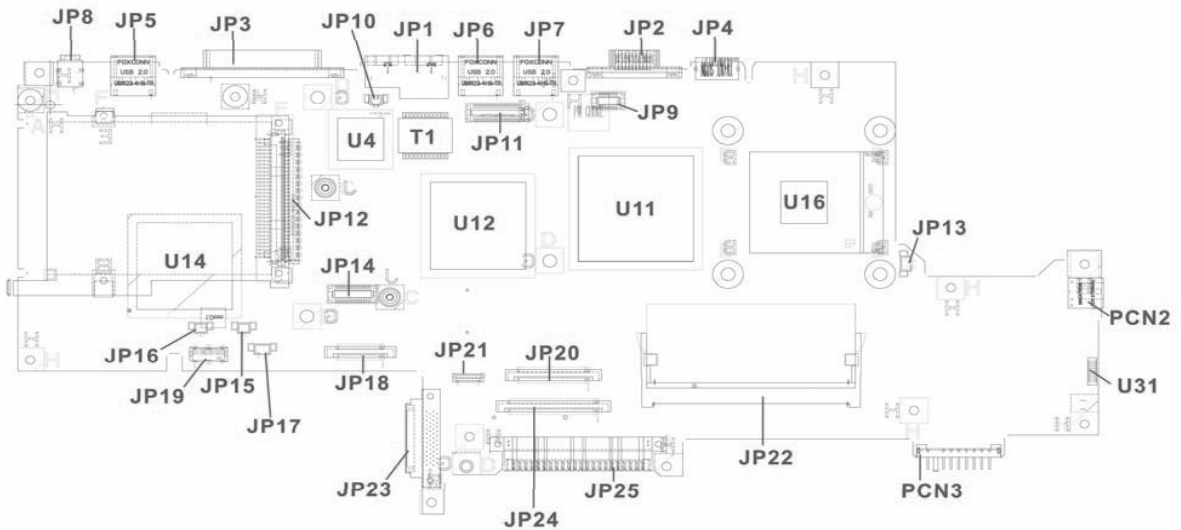 JP8
JP5
JP3
JP10
JP1
JP6
JP7
JP2
JP4
FOXCONN
USB 2.0
FOXCONN
USB 2.0
FOXCONN
USB 2.0
H
JP9
JP11
U4
T1
A
E
JP12
U12
U11
U16
D
JP13
U14
JP14
C
H
PCN2
JP16
JP15
JP21
JP20
JP19
JP18
U31
JP17
H
JP22
JP23
JP25
D
PCN3
JP24